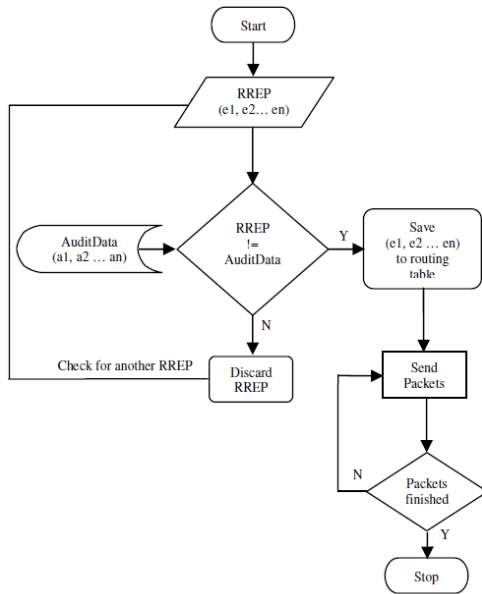 Start
RREP
(e1, e2… en)
RREP
!=
AuditData
AuditData
(a1, a2 … an)
Y
Save
(e1, e2 … en)
to routing
table
N
Check for another RREP
Discard
RREP
Send
Packets
N
Packets
finished
Y
Stop